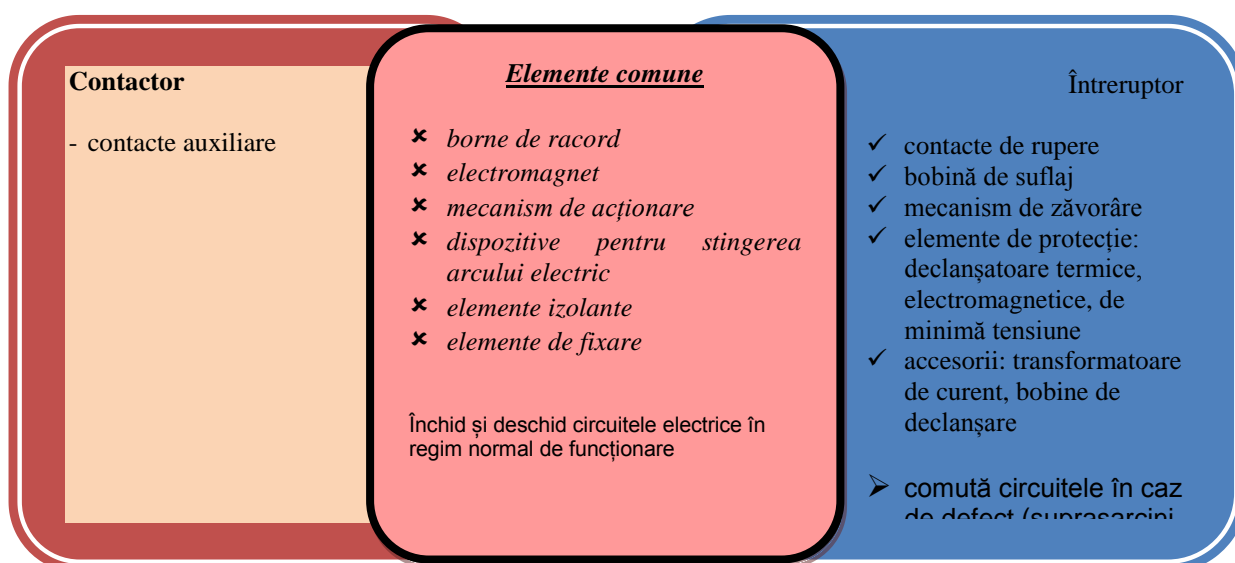 Contactor
- contacte auxiliare
Elemente comune
× borne de racord
× electromagnet
× mecanism de acționare
× dispozitive pentru stingerea
arcului electric
× elemente izolante
× elemente de fixare
Închid și deschid circuitele electrice în
regim normal de funcționare
Întreruptor
✓ contacte de rupere
✓ bobină de suflaj
✓ mecanism de zăvorâre
✓ elemente de protecție:
declanșatoare termice,
electromagnetice, de
minimă tensiune
✓ accesorii: transformatoare
de curent, bobine de
declanșare
➢ comută circuitele în caz
de defect (suprasarcini